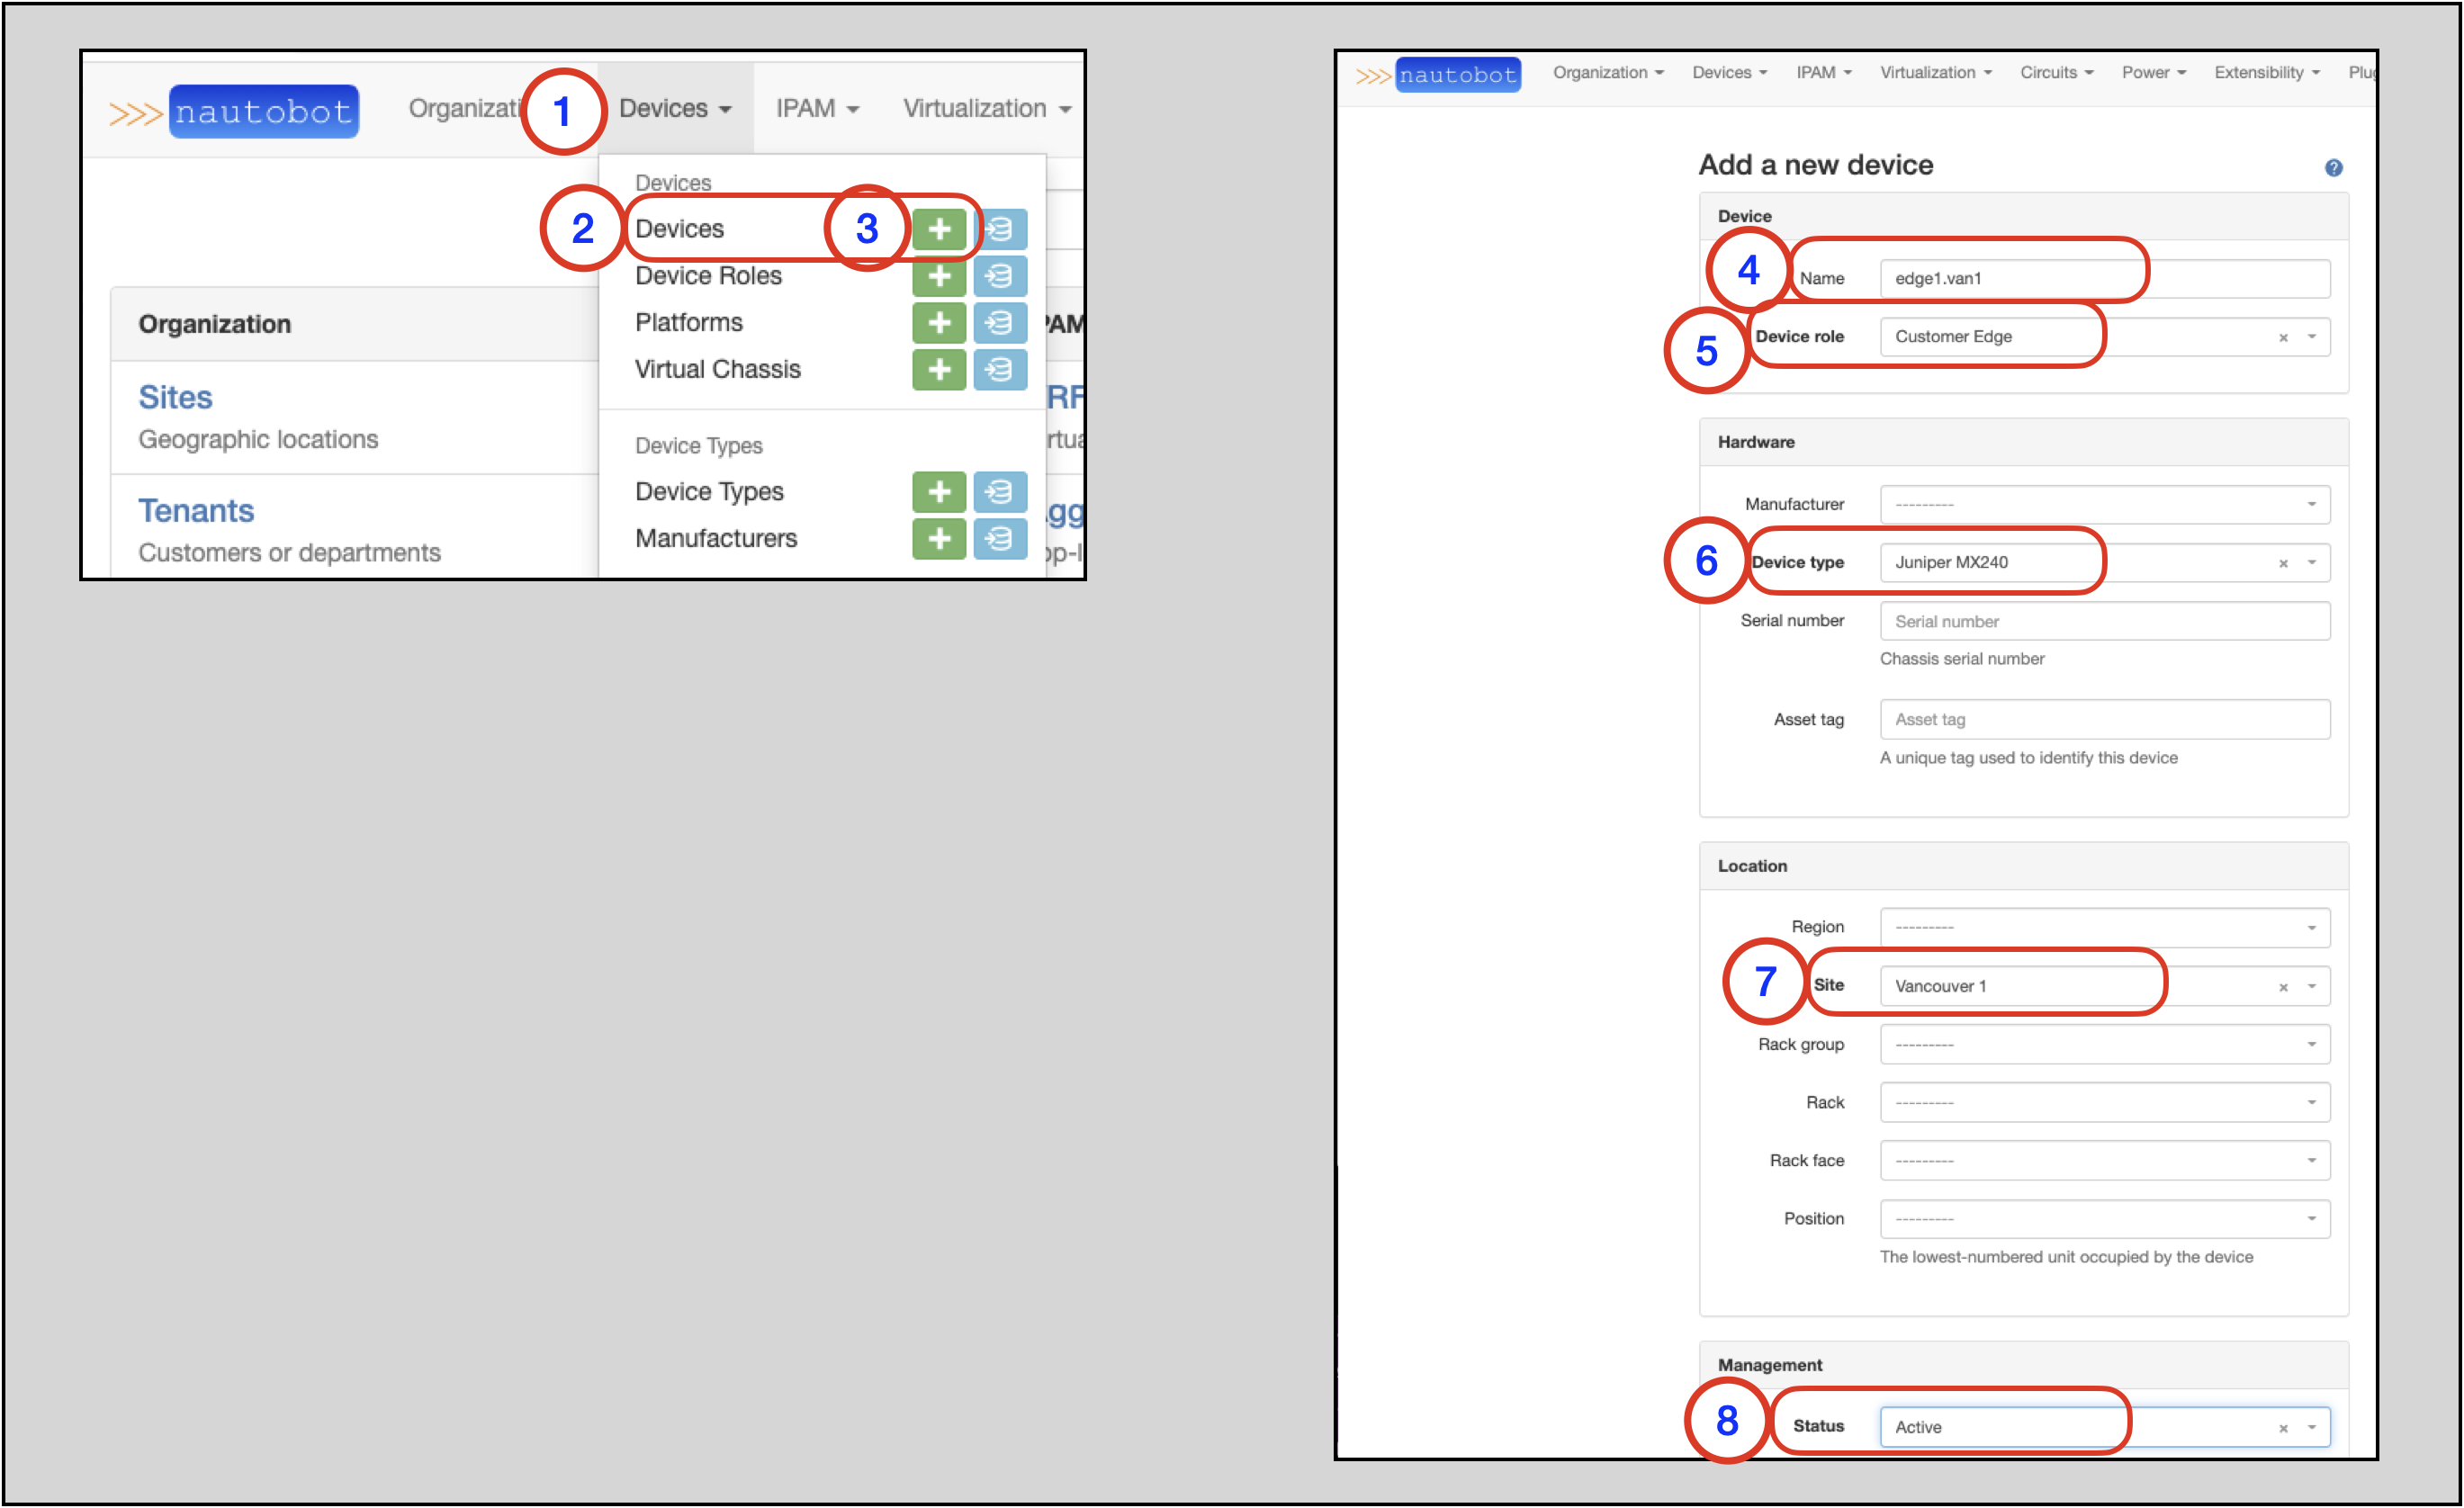 >>> nautobot Organizati 1 Devices IPAM Virtualization
Devices
2 Devices 3
Device Roles
Platforms
Virtual Chassis
Device Types
Device Types
Manufacturers
Organization
Sites
Geographic locations
Tenants
Customers or departments
PAM
RF
rtua
Agg
op-l
>>> nautobot Organization Devices IPAM Virtualization Circuits Power Extensibility Plug
Add a new device ?
Device
4 Name edge1.van1
5 Device role Customer Edge ×
Hardware
Manufacturer ---------
6 Device type Juniper MX240 ×
Serial number Serial number
Chassis serial number
Asset tag Asset tag
A unique tag used to identify this device
Location
Region ---------
7 Site Vancouver 1 ×
Rack group ---------
Rack ---------
Rack face ---------
Position ---------
The lowest-numbered unit occupied by the device
Management
8 Status Active ×